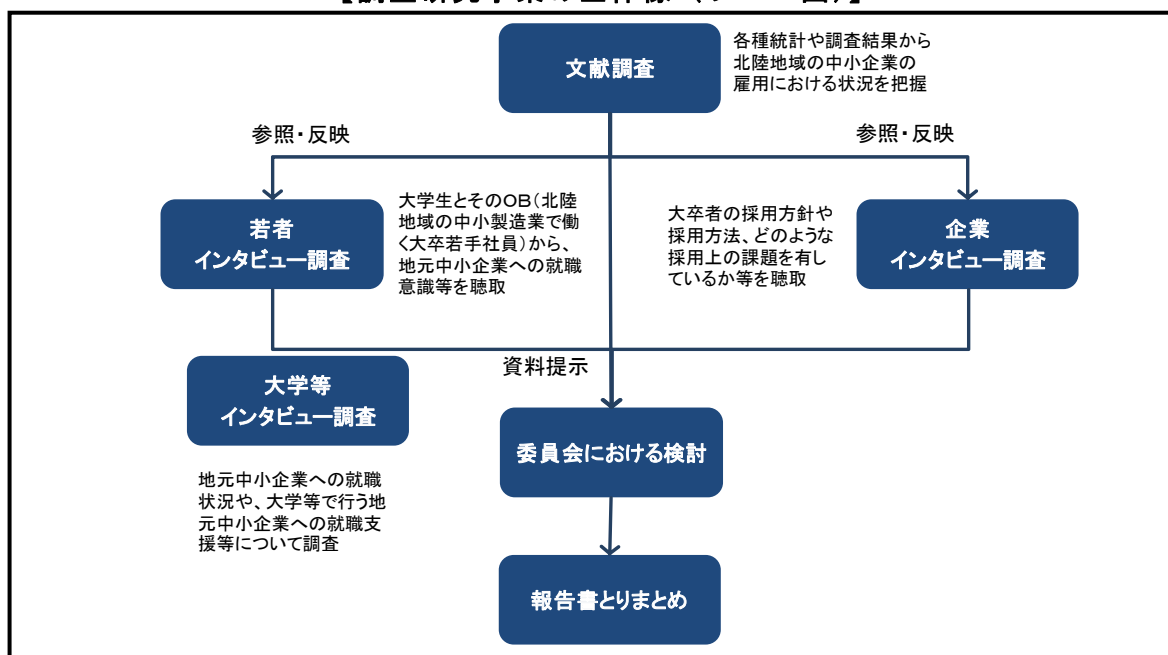 文献調査
各種統計や調査結果から
北陸地域の中小企業の
雇用における状況を把握
参照・反映
参照・反映
若者
インタビュー調査
大学生とそのOB(北陸
地域の中小製造業で働
く大卒若手社員)から、
地元中小企業への就職
意識等を聴取
大卒者の採用方針や
採用方法、どのような
採用上の課題を有し
ているか等を聴取
企業
インタビュー調査
資料提示
大学等
インタビュー調査
地元中小企業への就職
状況や、大学等で行う地
元中小企業への就職支
援等について調査
委員会における検討
報告書とりまとめ